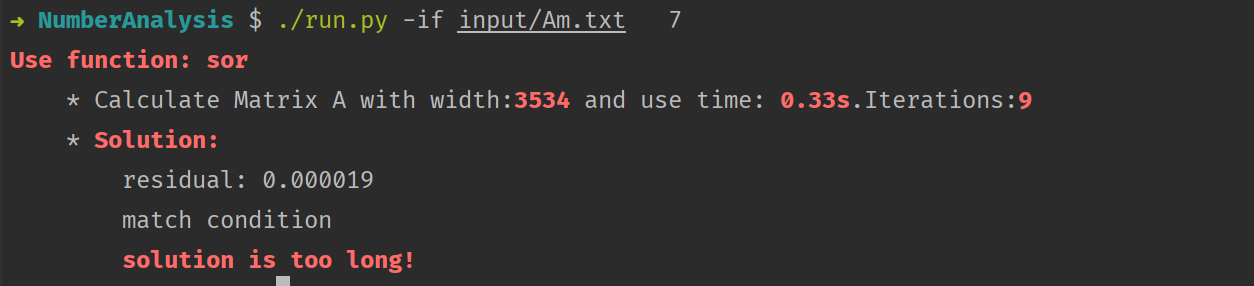 ➜ NumberAnalysis $ ./run.py -if input/Am.txt 7
Use function: sor
* Calculate Matrix A with width:3534 and use time: 0.33s.Iterations:9
* Solution:
residual: 0.000019
match condition
solution is too long!